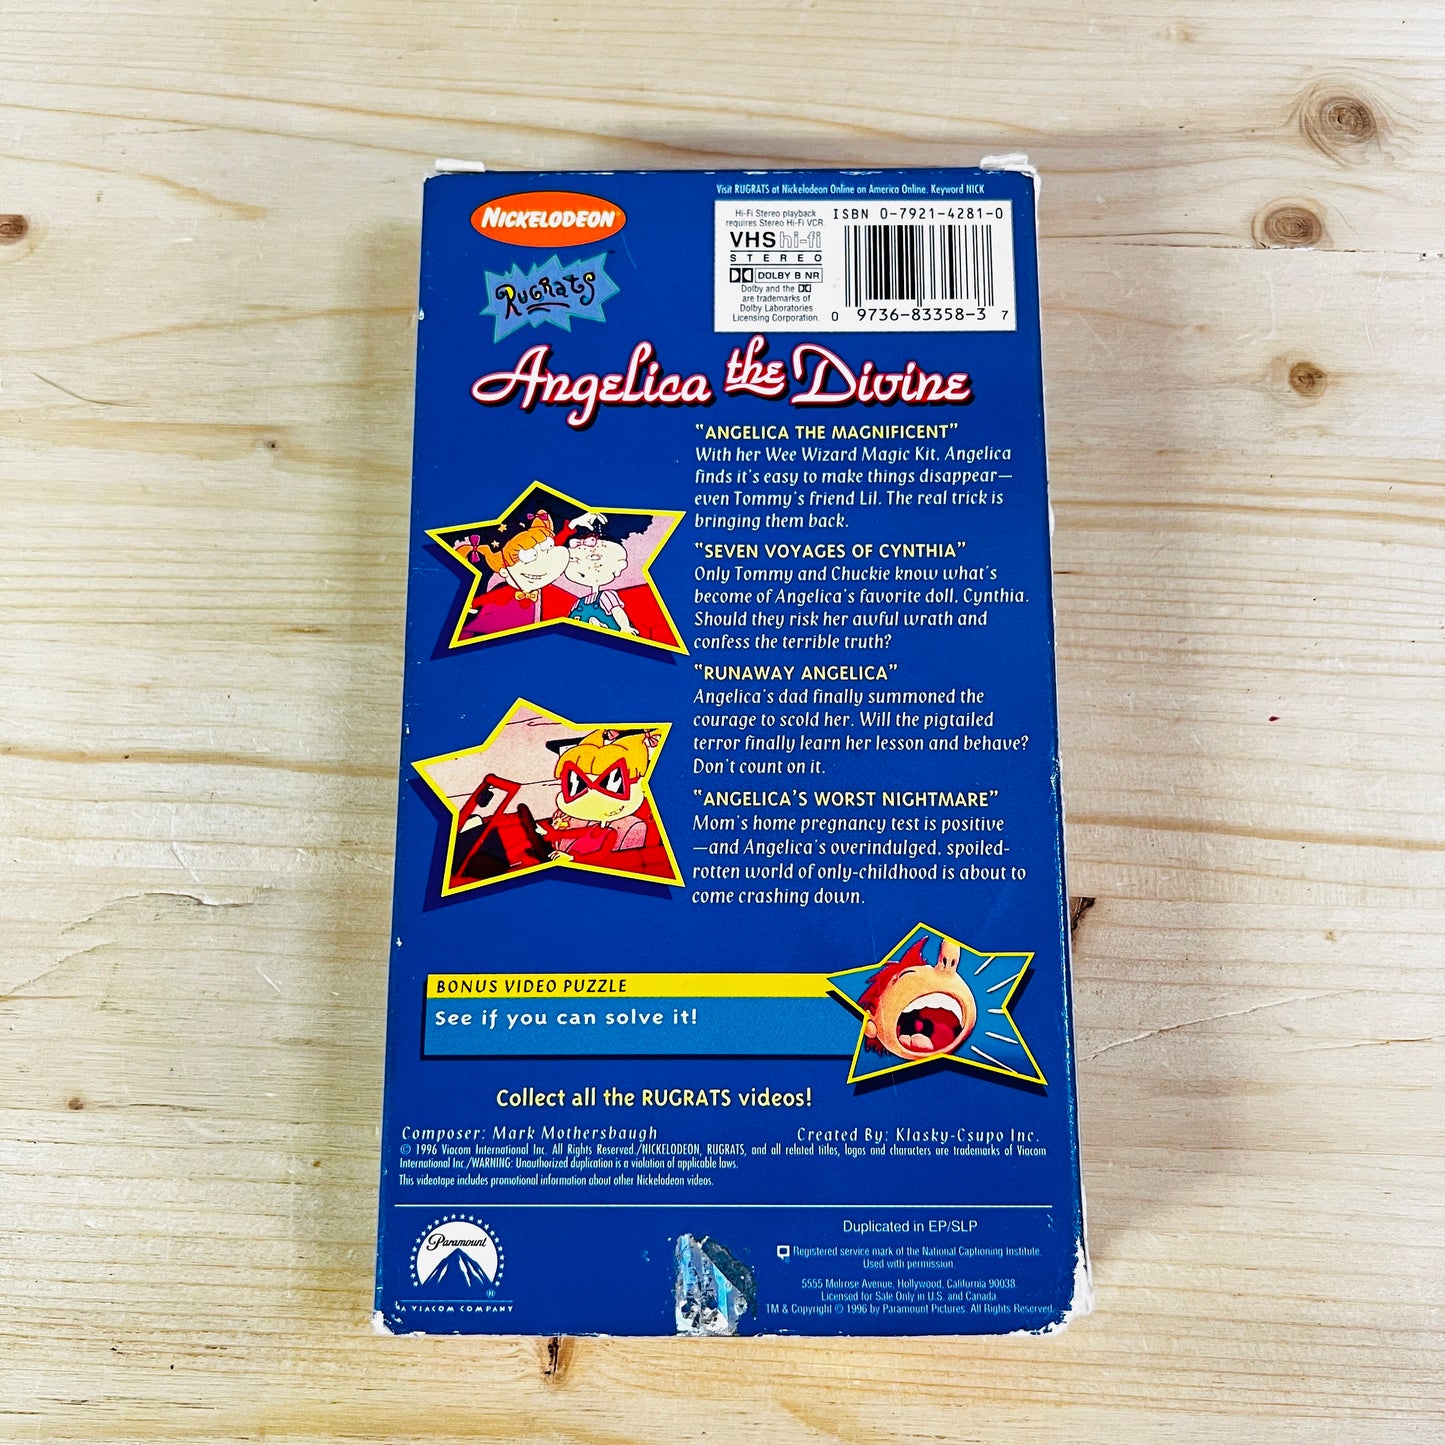 Visit RUGRATS at Nickelodeon Online on America Online. Keyword NICK
NICKELODEON
RUGRATS
Hi-Fi Stereo playback
requires Stereo Hi-Fi VCR.
VHS hi-fi
STEREO
DOLBY B NR
Dolby and the
are trademarks of
Dolby Laboratories
Licensing Corporation.
ISBN 0-7921-4281-0
0 9736-83358-3 7
Angelica the Divine
"ANGELICA THE MAGNIFICENT"
With her Wee Wizard Magic Kit, Angelica
finds it's easy to make things disappear—
even Tommy's friend Lil. The real trick is
bringing them back.
"SEVEN VOYAGES OF CYNTHIA"
Only Tommy and Chuckie know what's
become of Angelica's favorite doll, Cynthia.
Should they risk her awful wrath and
confess the terrible truth?
"RUNAWAY ANGELICA"
Angelica's dad finally summoned the
courage to scold her. Will the pigtailed
terror finally learn her lesson and behave?
Don't count on it.
"ANGELICA'S WORST NIGHTMARE"
Mom's home pregnancy test is positive
—and Angelica's overindulged, spoiled-
rotten world of only-childhood is about to
come crashing down.
BONUS VIDEO PUZZLE
See if you can solve it!
Collect all the RUGRATS videos!
Composer: Mark Mothersbaugh
Created By: Klasky-Csupo Inc.
© 1996 Viacom International Inc. All Rights Reserved./NICKELODEON, RUGRATS, and all related titles, logos and characters are trademarks of Viacom
International Inc./WARNING: Unauthorized duplication is a violation of applicable laws.
This videotape includes promotional information about other Nickelodeon videos.
Paramount
®
A VIACOM COMPANY
Duplicated in EP/SLP
Registered service mark of the National Captioning Institute.
Used with permission.
5555 Melrose Avenue, Hollywood, California 90038
Licensed for Sale Only in U.S. and Canada
TM & Copyright © 1996 by Paramount Pictures. All Rights Reserved.